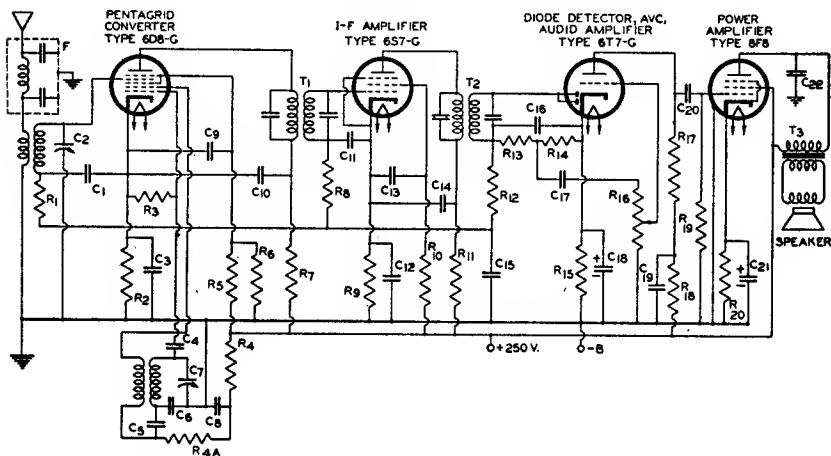 PENTAGRID
CONVERTER
TYPE 6D8-G
I-F AMPLIFIER
TYPE 6S7-G
DIODE DETECTOR, AVC,
AUDIO AMPLIFIER
TYPE 6T7-G
POWER
AMPLIFIER
TYPE 8F8
F
T1
T2
C16
C20
C22
C2
C9
C11
R13
R14
R17
T3
C1
C10
R8
C13
C14
R12
C17
R16
R19
R1
R3
SPEAKER
R2
C3
R5
R6
R7
R9
C12
R10
R11
C15
R15
C18
C19
R18
R20
C21
C4
R4
+250 V.
-B
C7
C6
C8
C5
R4A